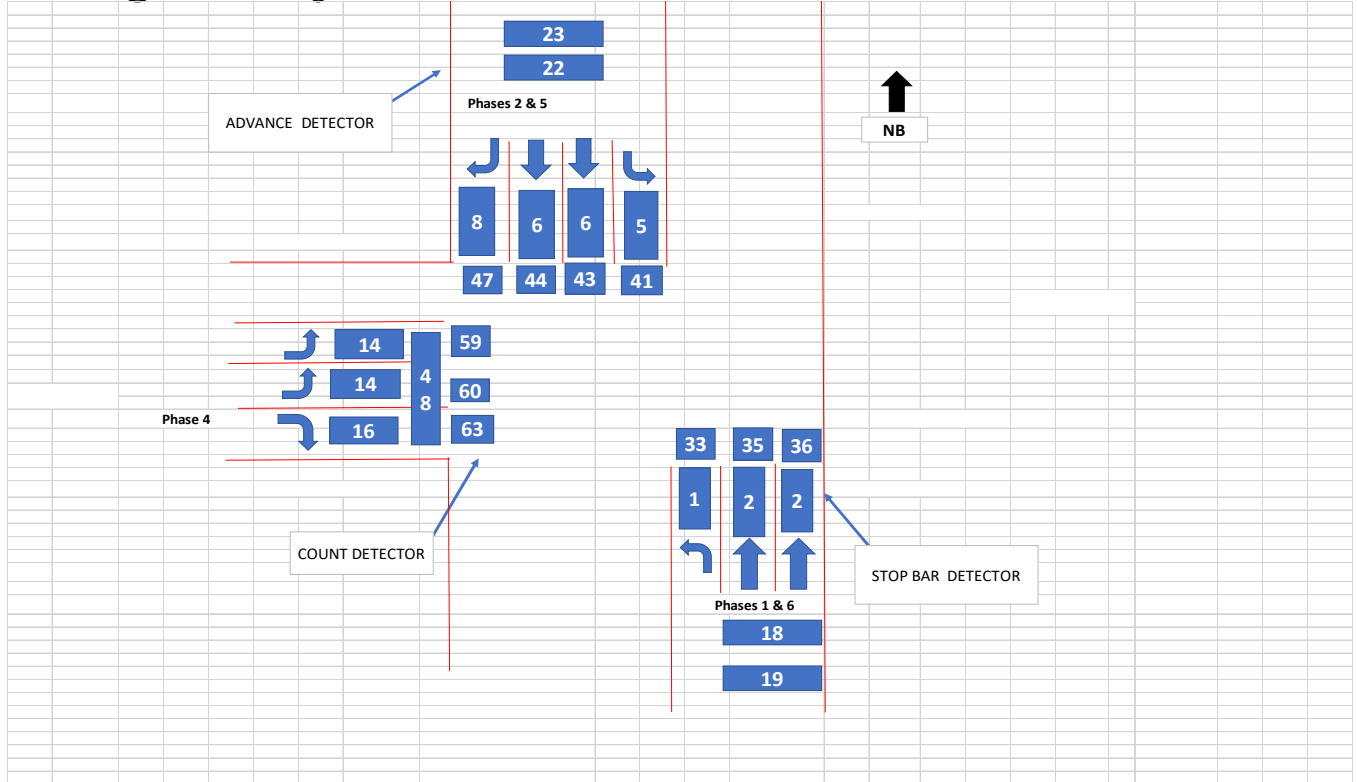 23
22
Phases 2 & 5
ADVANCE DETECTOR
NB
8 6 6 5
47 44 43 41
14 59
4
14 60
8
Phase 4
16 63
33 35 36
1 2 2
COUNT DETECTOR
STOP BAR DETECTOR
Phases 1 & 6
18
19